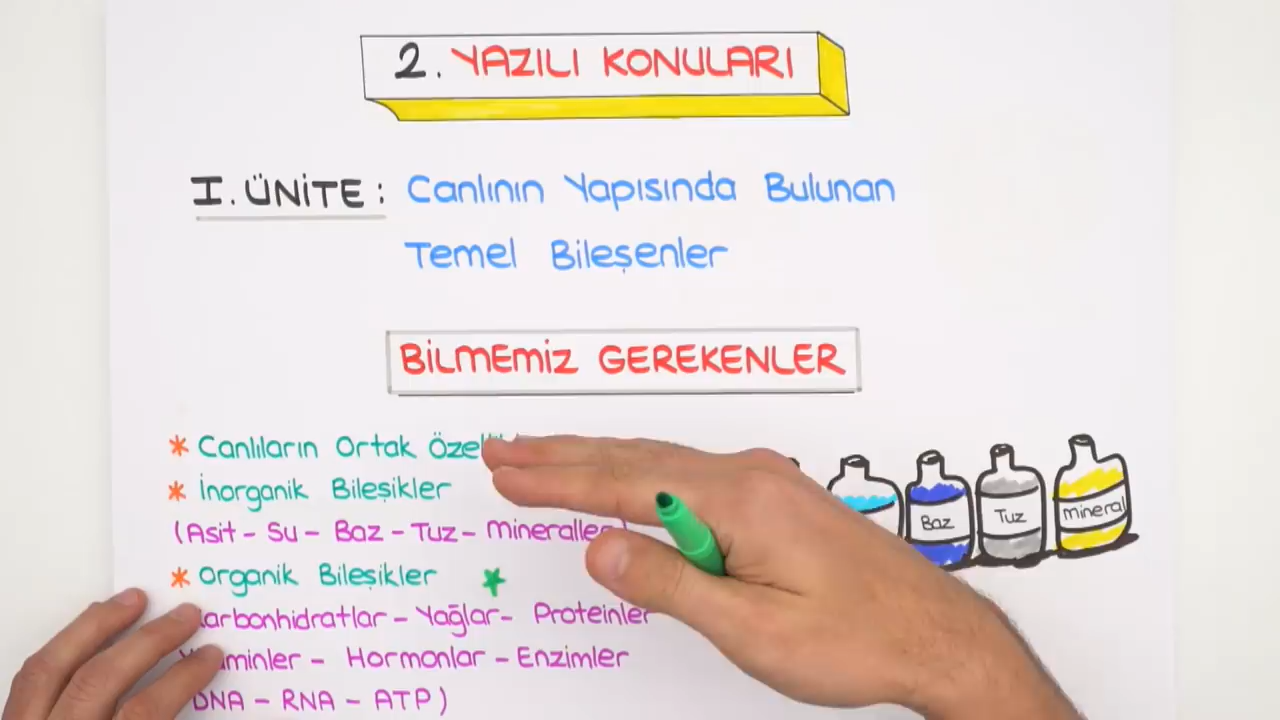 2. YAZILI KONULARI
I. ÜNİTE: Canlının Yapısında Bulunan
Temel Bileşenler
BİLMEMİZ GEREKENLER
* Canlıların Ortak
* İnorganik Bileşikler
(Asit - Su - Baz - Tuz - Mineraller)
* Organik Bileşikler *
Karbonhidratlar - Yağlar - Proteinler
- Hormonlar - Enzimler
DNA - RNA - ATP)
Baz
Tuz
mineral